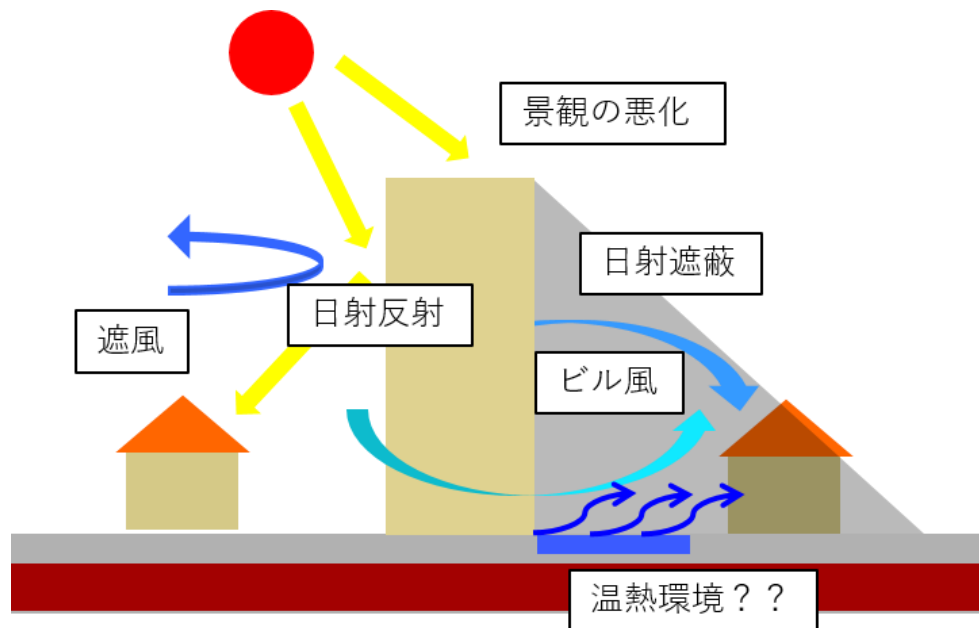 景観の悪化
日射遮蔽
日射反射
遮風
ビル風
温熱環境？？